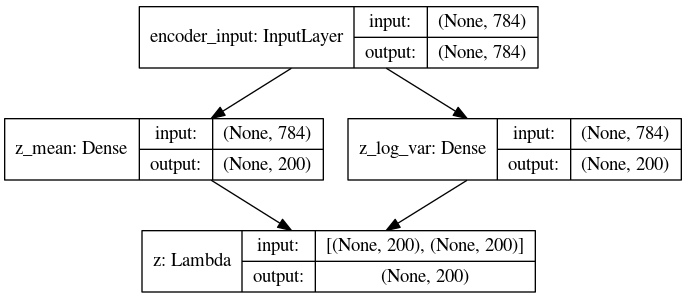 encoder_input: InputLayer
input: (None, 784)
output: (None, 784)
z_mean: Dense
input: (None, 784)
output: (None, 200)
z_log_var: Dense
input: (None, 784)
output: (None, 200)
z: Lambda
input: [(None, 200), (None, 200)]
output: (None, 200)